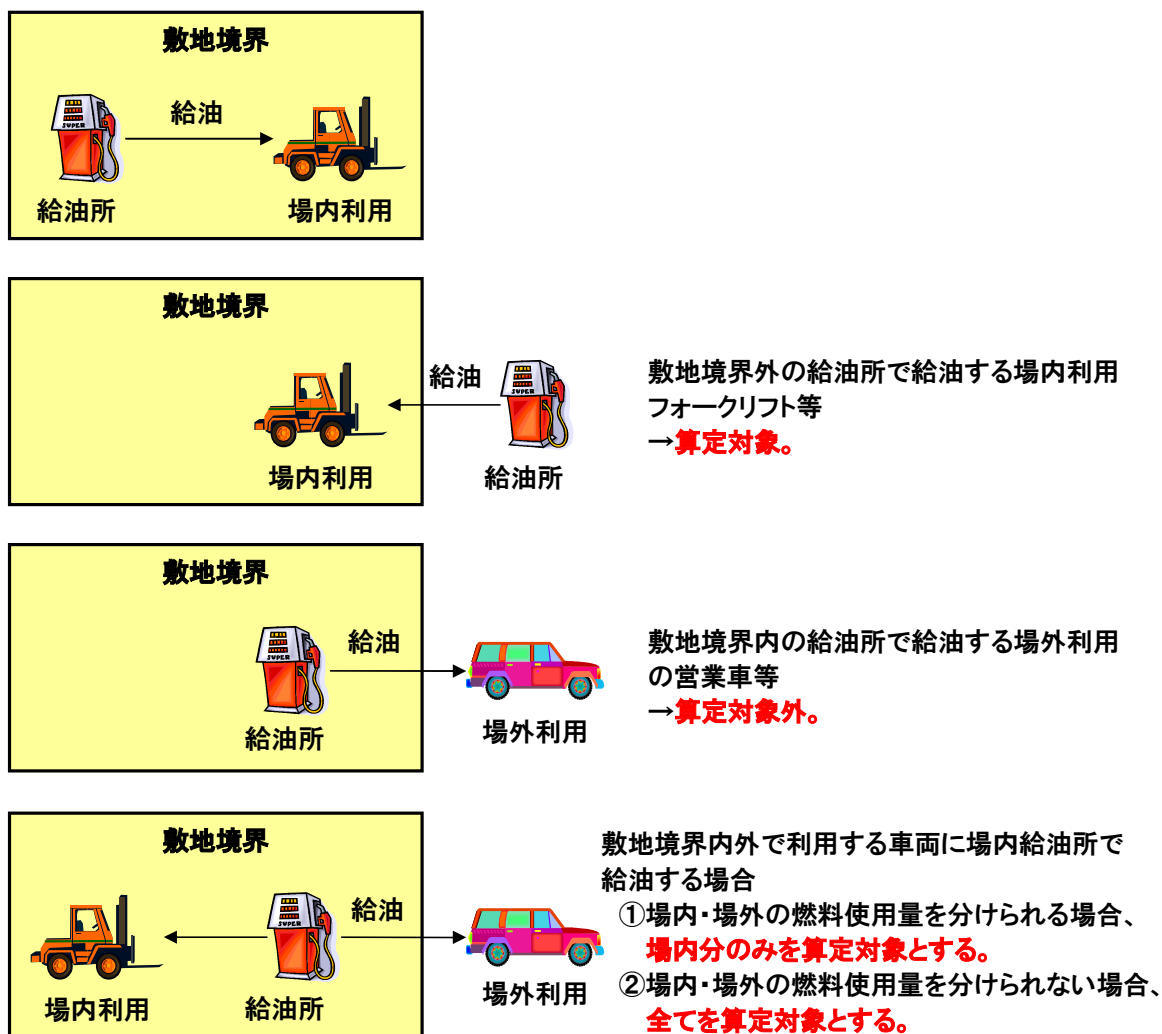 敷地境界
給油
SUPER
給油所
場内利用
敷地境界
給油
場内利用
給油所
敷地境界外の給油所で給油する場内利用
フォークリフト等
→算定対象。
敷地境界
給油
SUPER
給油所
場外利用
敷地境界内の給油所で給油する場外利用
の営業車等
→算定対象外。
敷地境界
給油
場内利用
給油所
場外利用
敷地境界内外で利用する車両に場内給油所で
給油する場合
①場内・場外の燃料使用量を分けられる場合、
場内分のみを算定対象とする。
②場内・場外の燃料使用量を分けられない場合、
全てを算定対象とする。